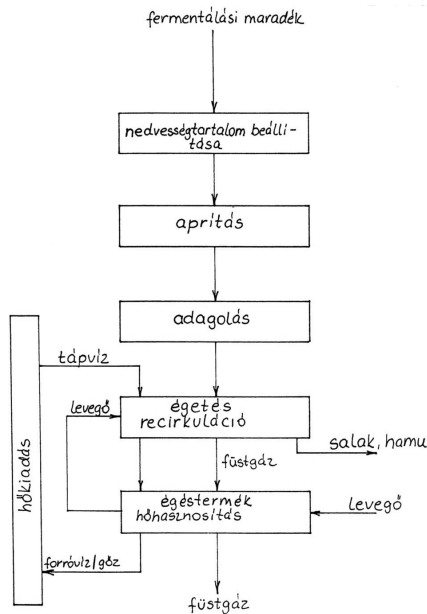 fermentálási maradék
nedvességtartalom beállí-
tása
aprítás
adagolás
tápvíz
levegő
égetés
recirkuláció
salak, hamu
füstgáz
hőkiadás
égéstermék
hőhasznosítás
levegő
forróvíz/gőz
füstgáz